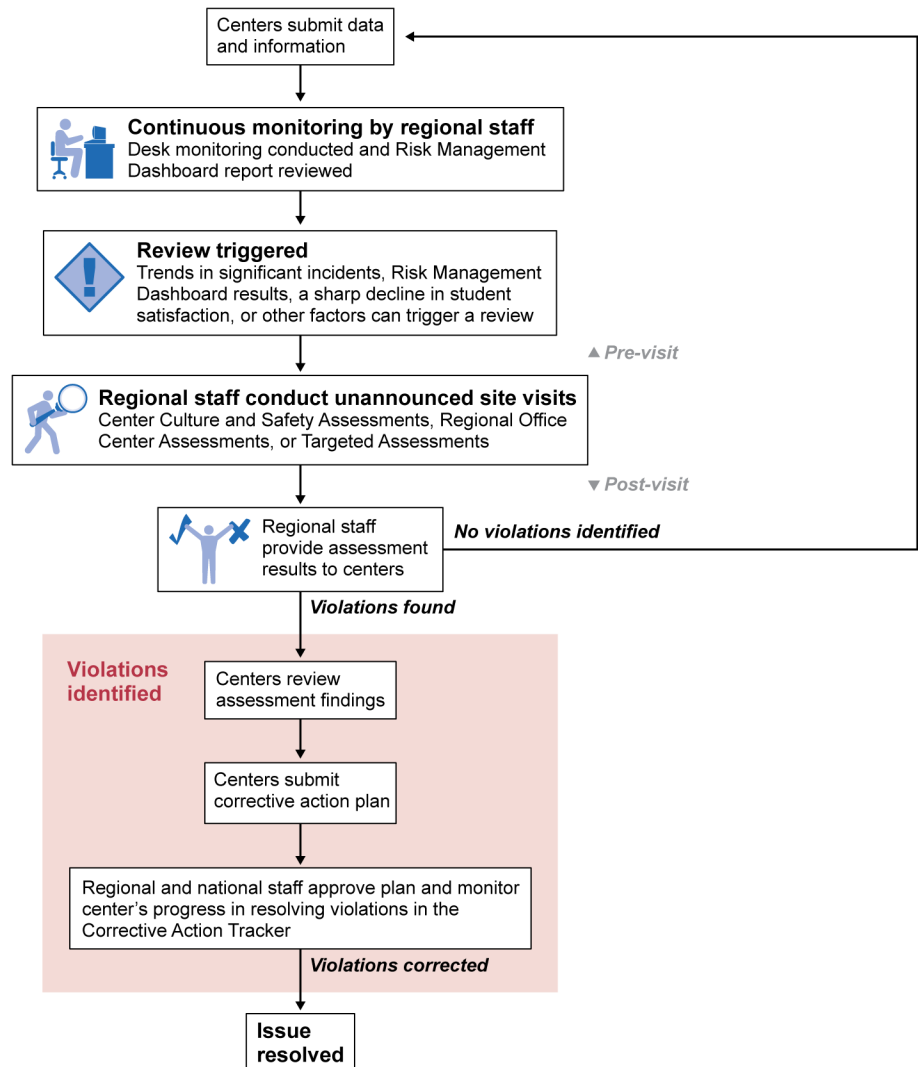 Centers submit data
and information
Continuous monitoring by regional staff
Desk monitoring conducted and Risk Management
Dashboard report reviewed
Review triggered
Trends in significant incidents, Risk Management
Dashboard results, a sharp decline in student
satisfaction, or other factors can trigger a review
▲ Pre-visit
Regional staff conduct unannounced site visits
Center Culture and Safety Assessments, Regional Office
Center Assessments, or Targeted Assessments
▼ Post-visit
Regional staff
provide assessment
results to centers
No violations identified
Violations found
Violations
identified
Centers review
assessment findings
Centers submit
corrective action plan
Regional and national staff approve plan and monitor
center’s progress in resolving violations in the
Corrective Action Tracker
Violations corrected
Issue
resolved